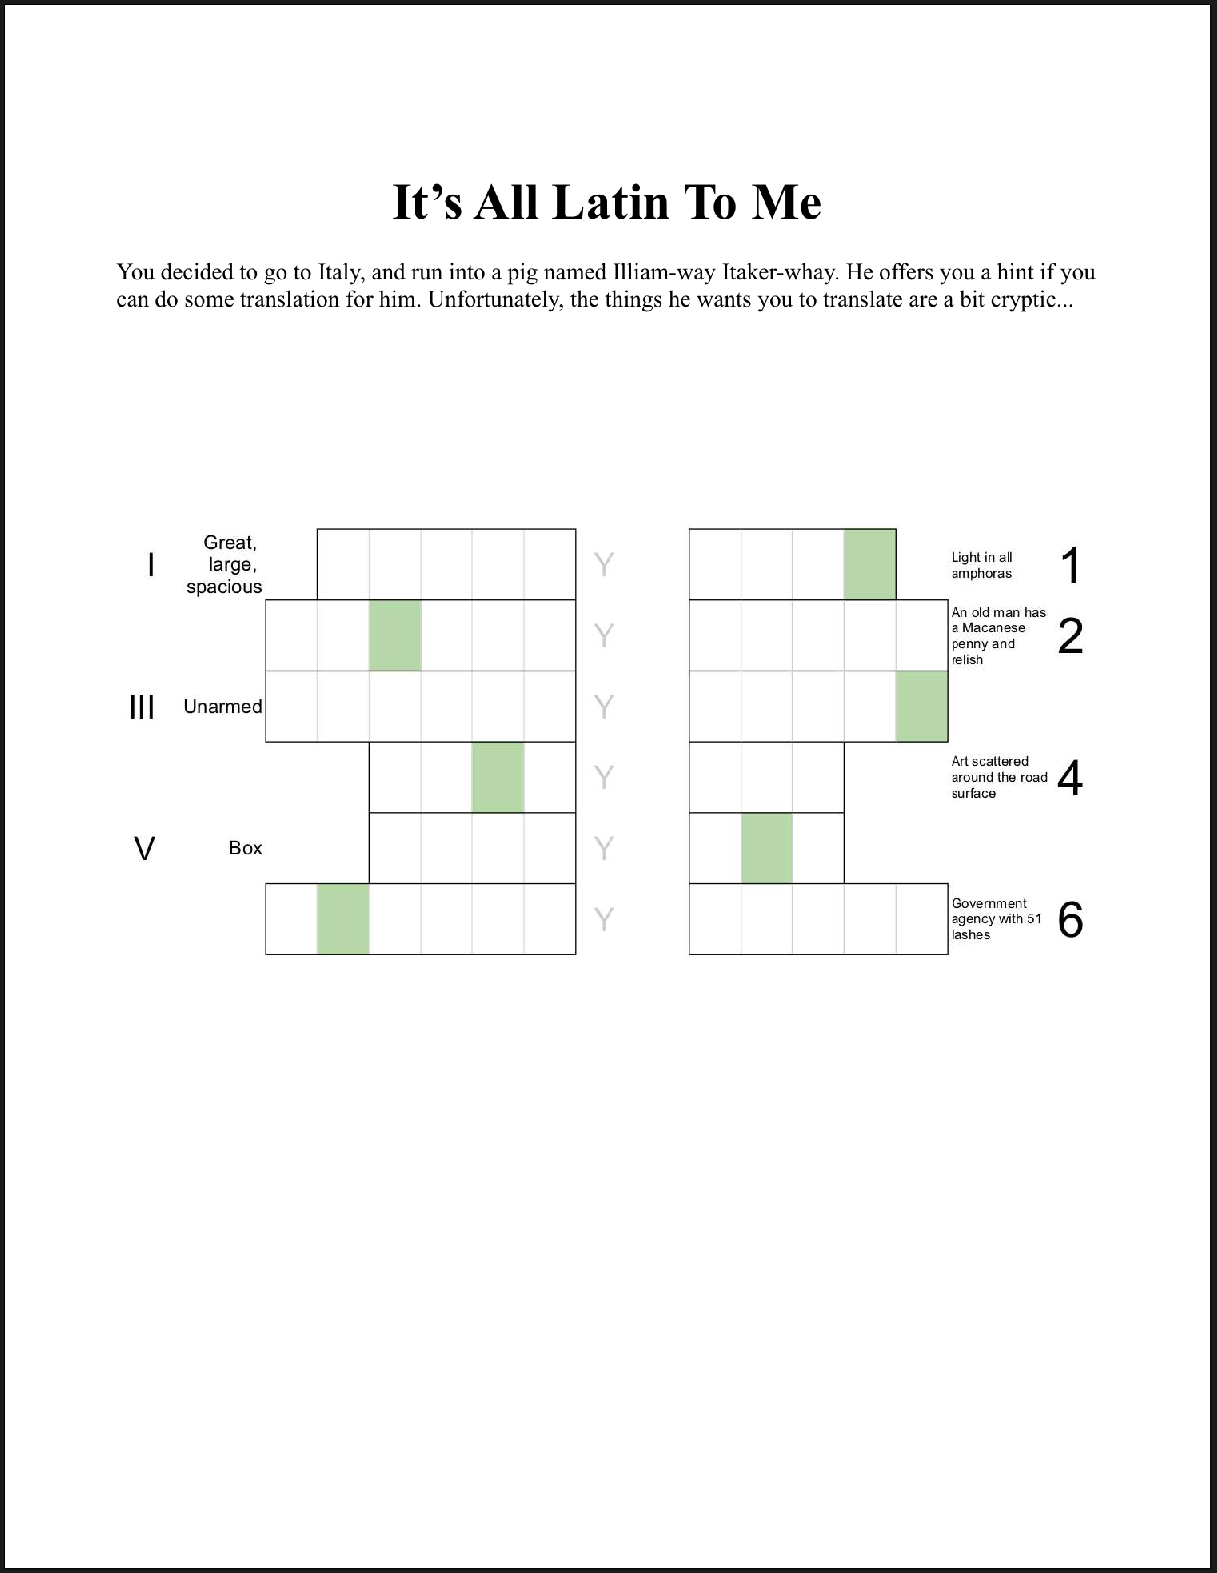 It’s All Latin To Me
You decided to go to Italy, and run into a pig named Illiam-way Itaker-whay. He offers you a hint if you
can do some translation for him. Unfortunately, the things he wants you to translate are a bit cryptic...
I
Great,
large,
spacious
Y
Light in all
amphoras
1
Y
An old man has
a Macanese
penny and
relish
2
III
Unarmed
Y
Y
Art scattered
around the road
surface
4
V
Box
Y
Y
Government
agency with 51
lashes
6